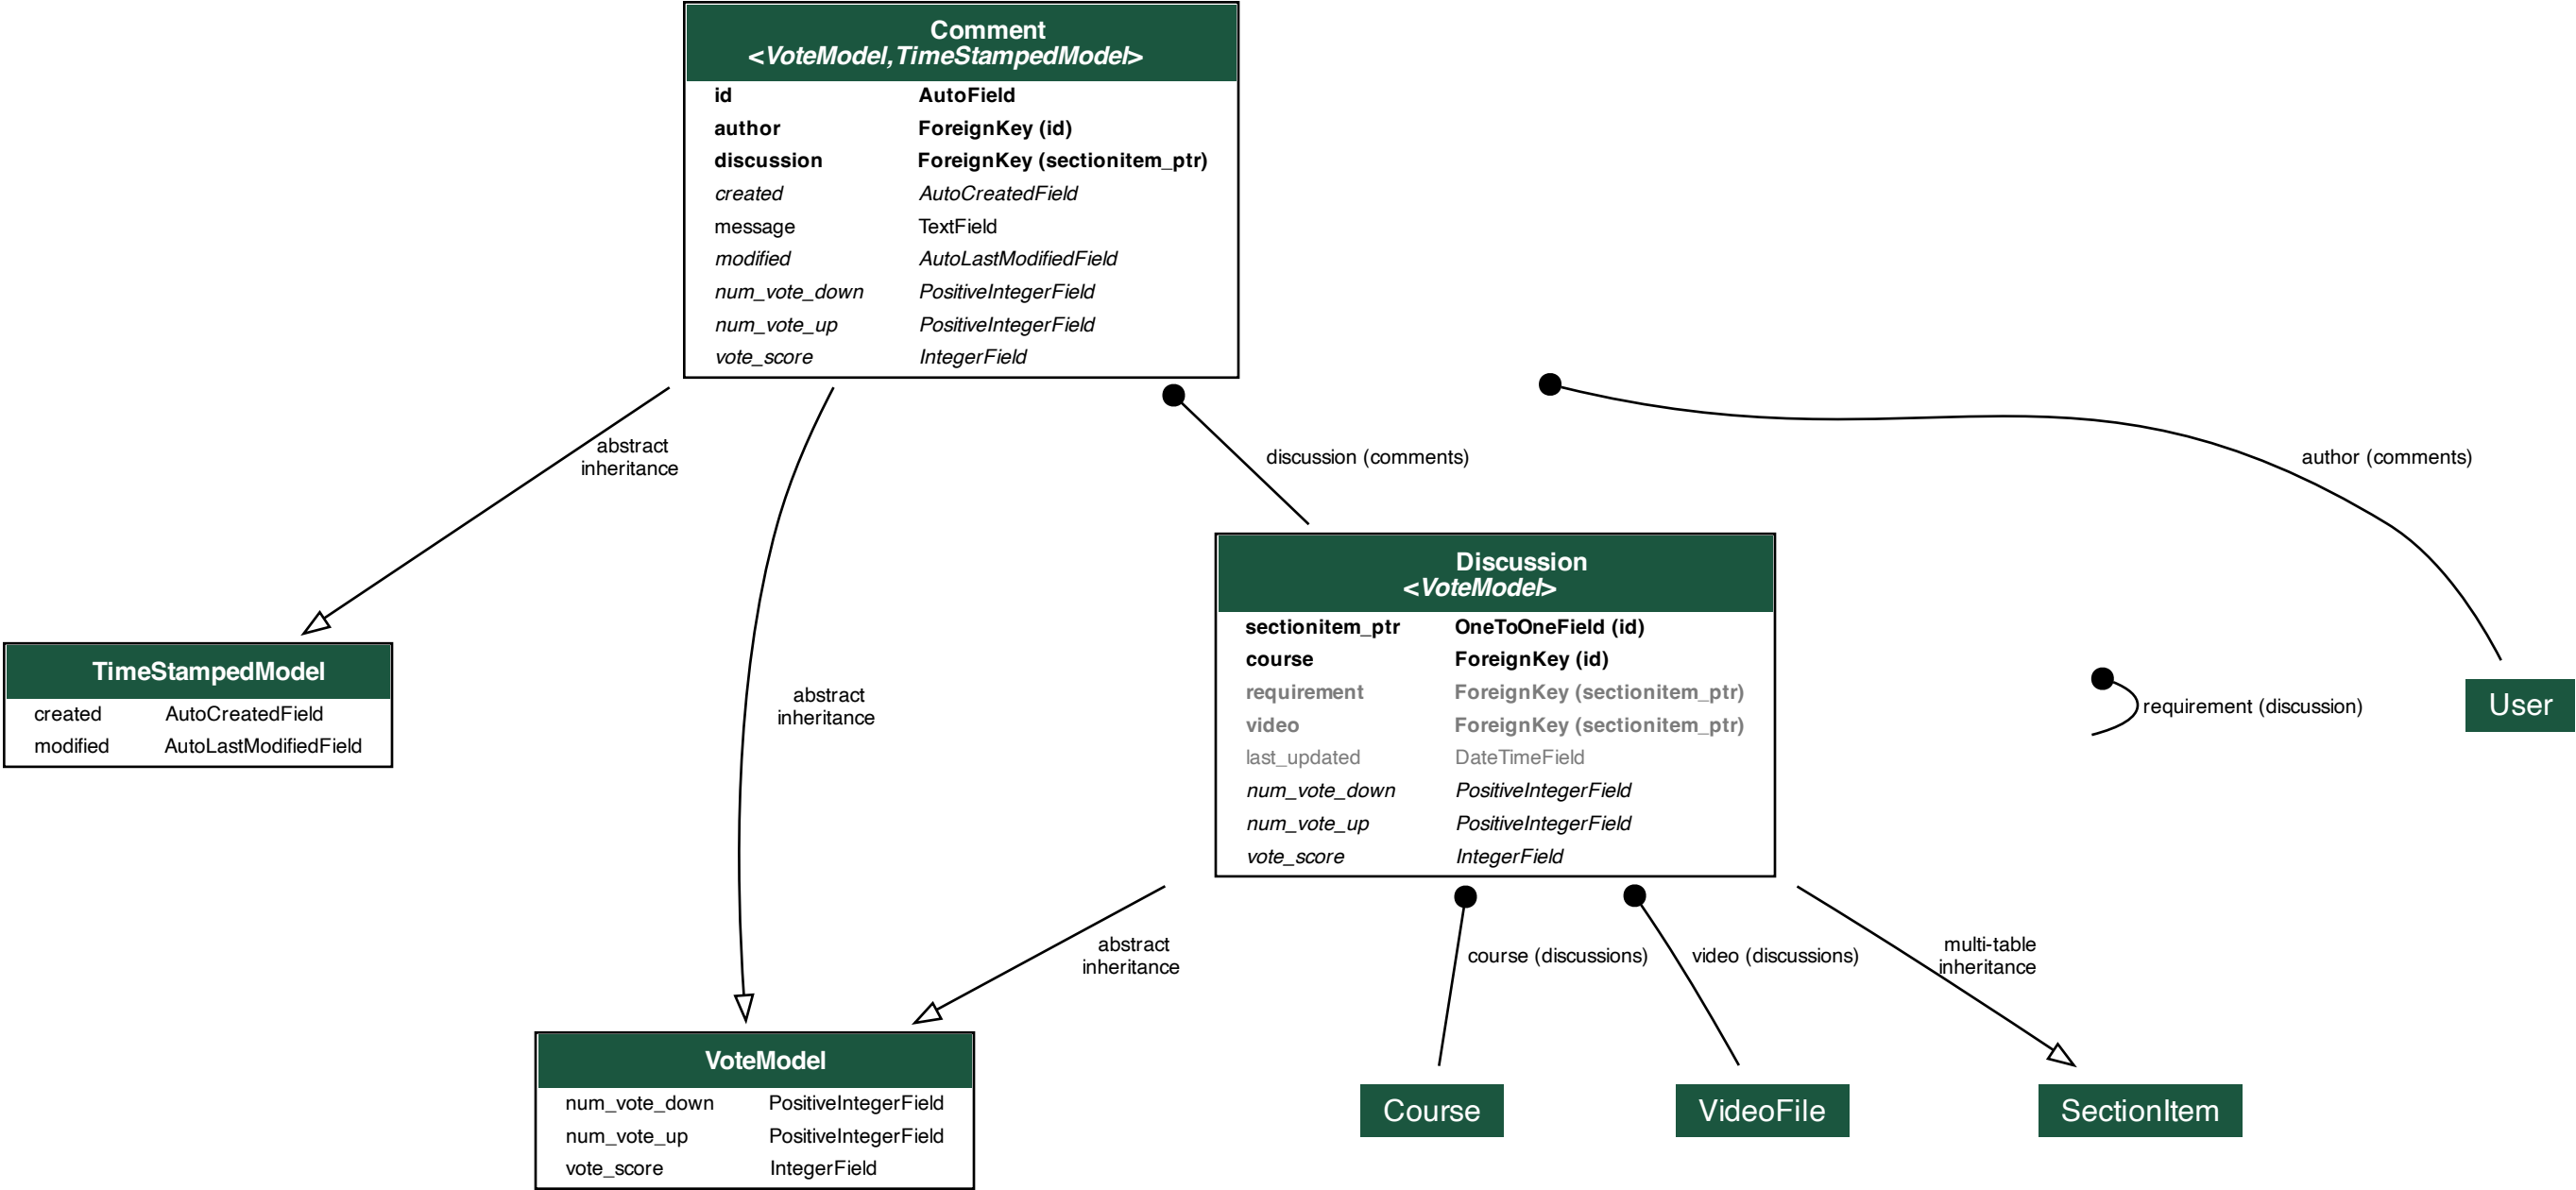 Comment
<VoteModel,TimeStampedModel>
id AutoField
author ForeignKey (id)
discussion ForeignKey (sectionitem_ptr)
created AutoCreatedField
message TextField
modified AutoLastModifiedField
num_vote_down PositiveIntegerField
num_vote_up PositiveIntegerField
vote_score IntegerField
abstract
inheritance
discussion (comments)
author (comments)
Discussion
<VoteModel>
sectionitem_ptr OneToOneField (id)
course ForeignKey (id)
requirement ForeignKey (sectionitem_ptr)
video ForeignKey (sectionitem_ptr)
last_updated DateTimeField
num_vote_down PositiveIntegerField
num_vote_up PositiveIntegerField
vote_score IntegerField
TimeStampedModel
created AutoCreatedField
modified AutoLastModifiedField
abstract
inheritance
requirement (discussion)
User
abstract
inheritance
course (discussions)
video (discussions)
multi-table
inheritance
VoteModel
num_vote_down PositiveIntegerField
num_vote_up PositiveIntegerField
vote_score IntegerField
Course
VideoFile
SectionItem